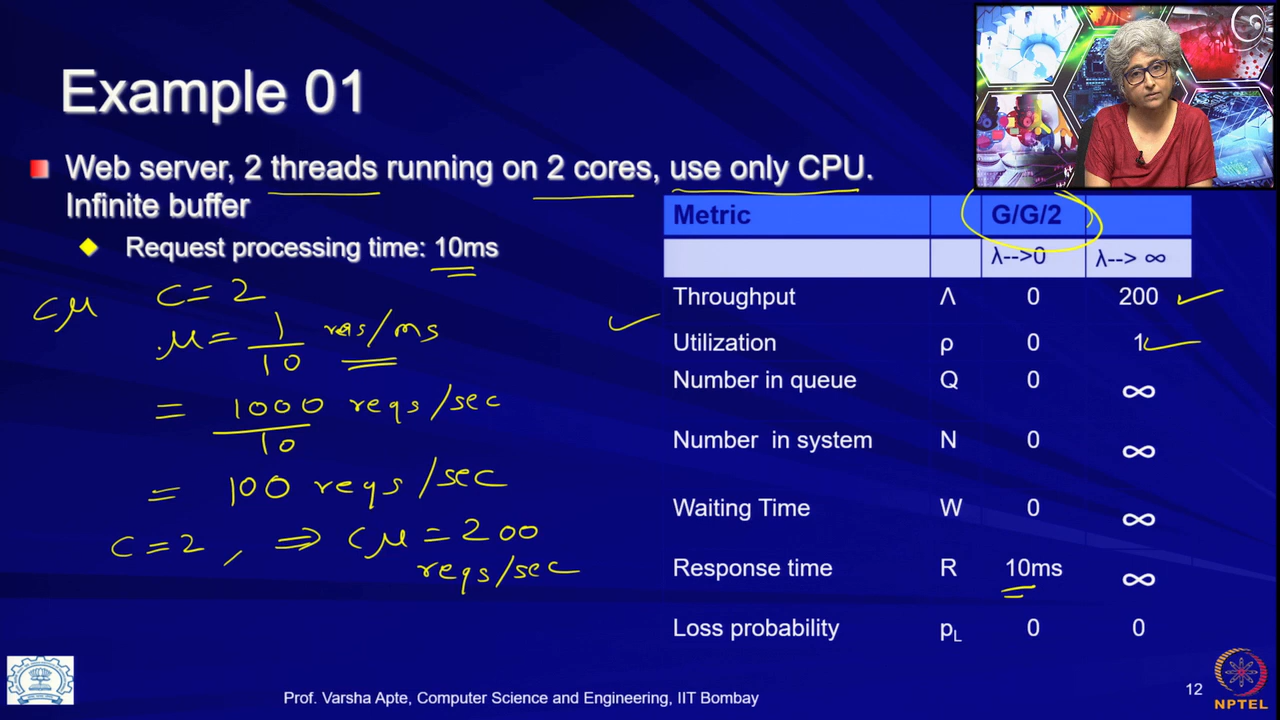 Example 01
Web server, 2 threads running on 2 cores, use only CPU.
Infinite buffer
Request processing time: 10ms
cμ c = 2
μ = 1/10 reqs/ms
= 1000/10 reqs/sec
= 100 reqs/sec
c = 2, ⇒ cμ = 200
reqs/sec
Metric G/G/2
λ-->0 λ--> ∞
Throughput Λ 0 200
Utilization ρ 0 1
Number in queue Q 0 ∞
Number in system N 0 ∞
Waiting Time W 0 ∞
Response time R 10ms ∞
Loss probability pL 0 0
Prof. Varsha Apte, Computer Science and Engineering, IIT Bombay
12
NPTEL